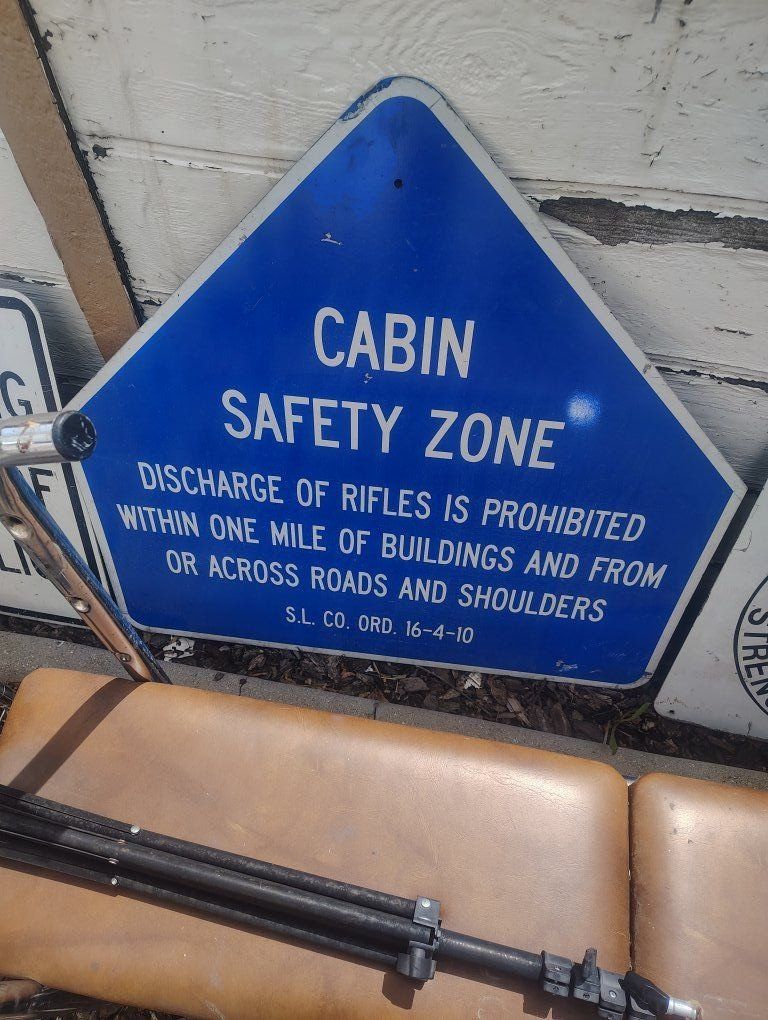 CABIN
SAFETY ZONE
DISCHARGE OF RIFLES IS PROHIBITED
WITHIN ONE MILE OF BUILDINGS AND FROM
OR ACROSS ROADS AND SHOULDERS
S.L. CO. ORD. 16-4-10